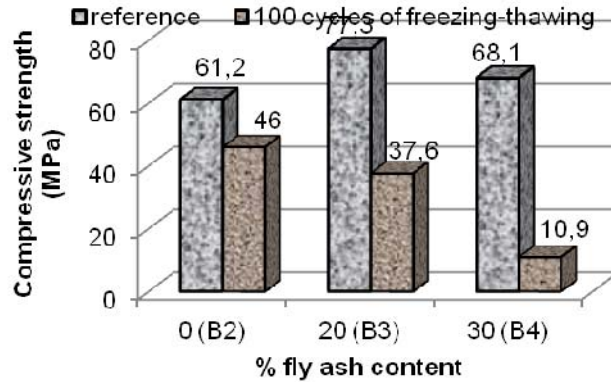 reference 100 cycles of freezing-thawing
80
60
40
20
0
61,2
46
77.3
37,6
68,1
10,9
0 (B2) 20 (B3) 30 (B4)
% fly ash content
Compressive strength
(MPa)